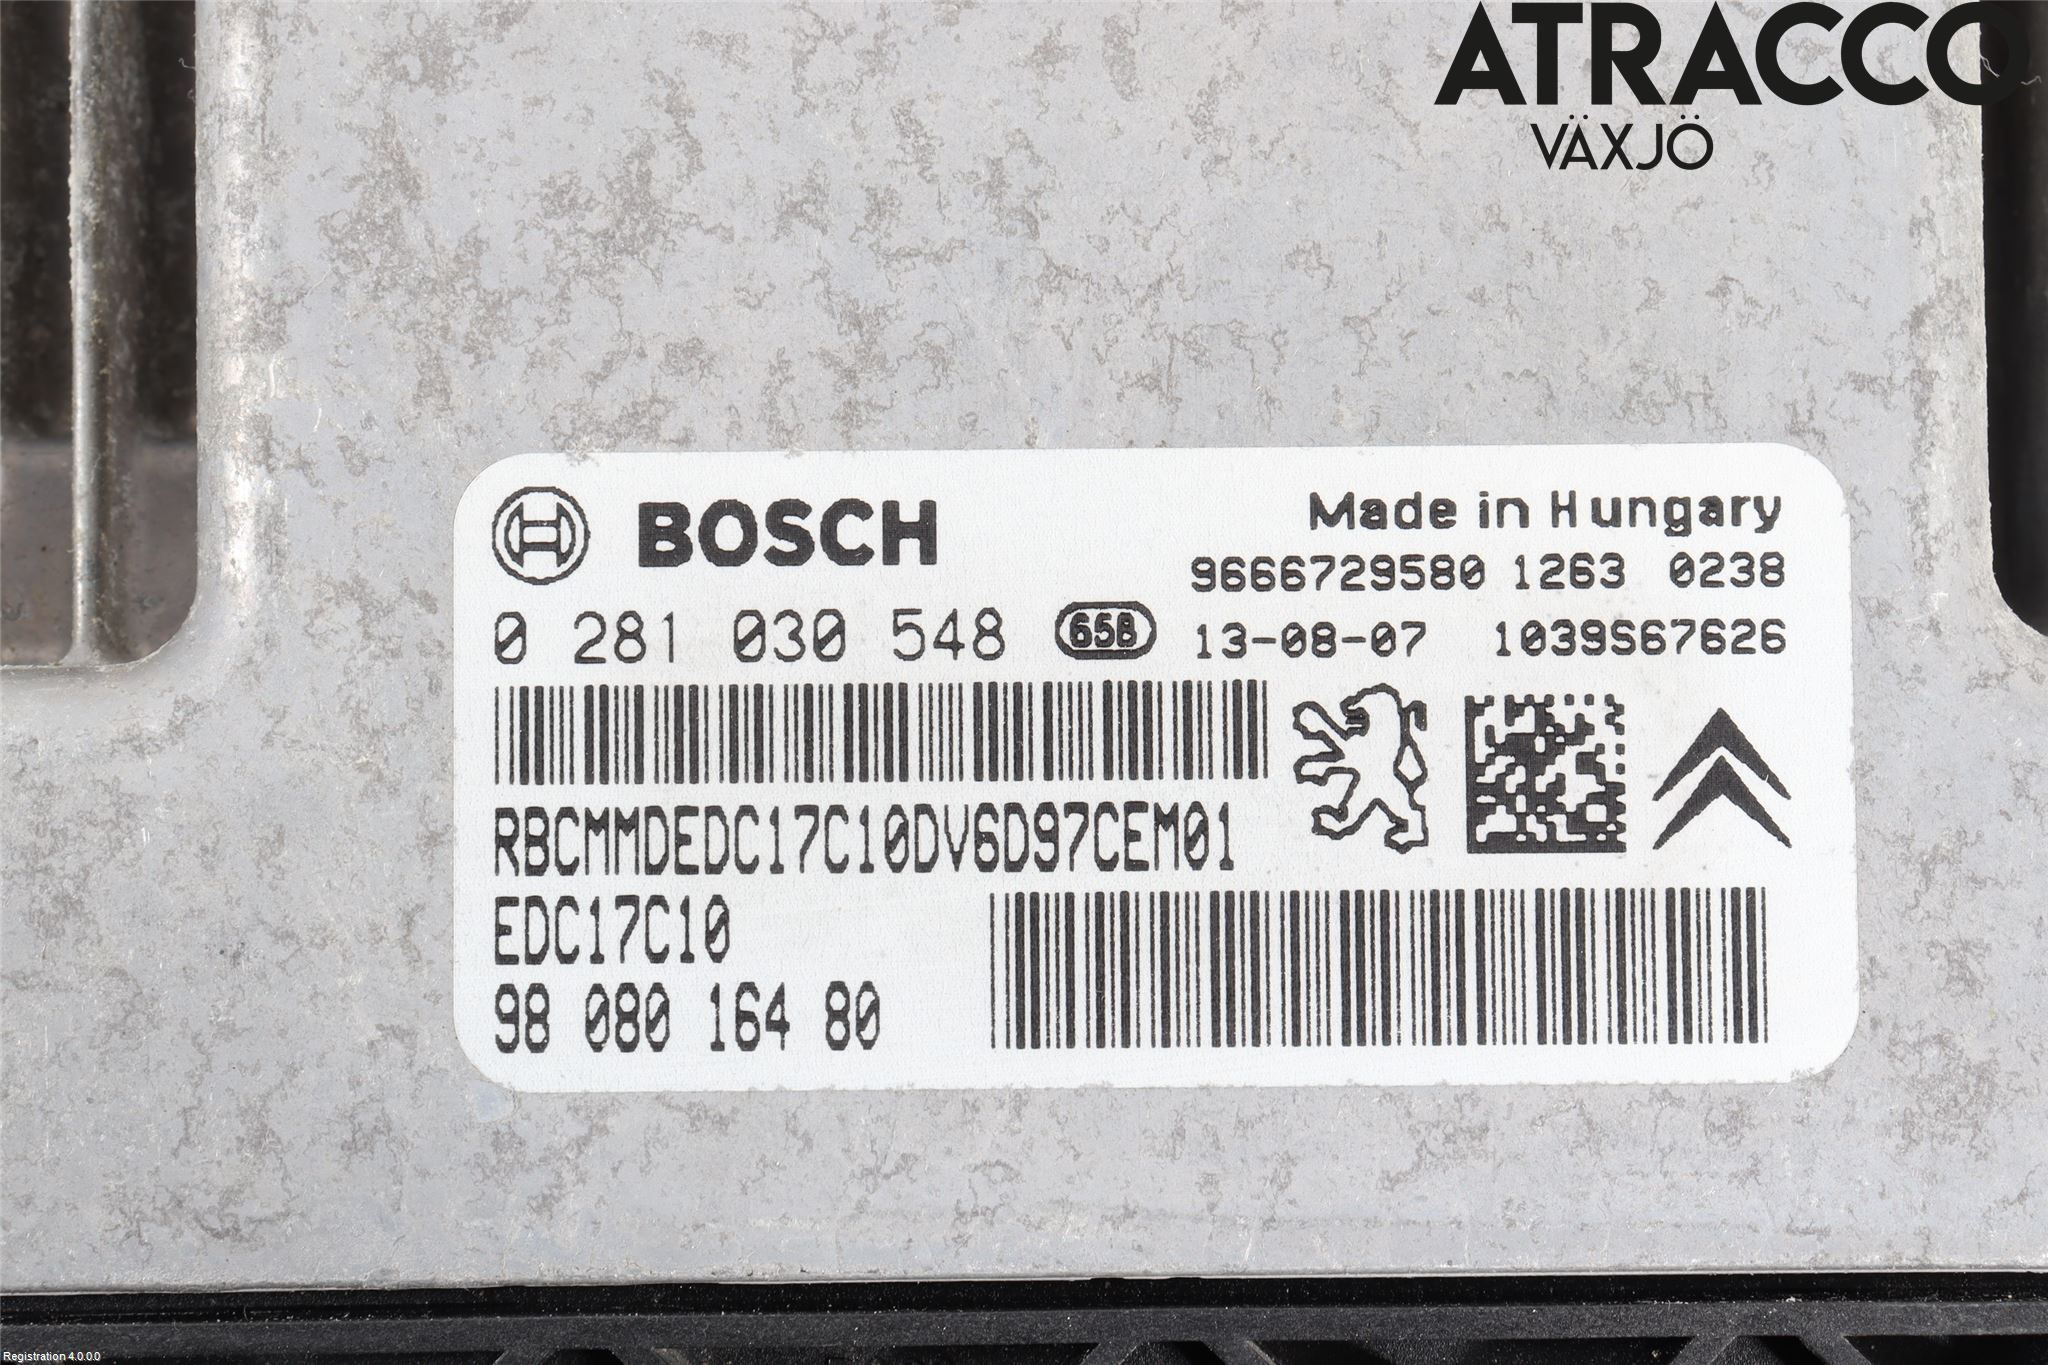 ATRACCO
VÄXJÖ
BOSCH
Made in Hungary
9666729580 1263 0238
0 281 030 548 65B 13-08-07 1039S67626
RBCMMDEDC17C10DV6D97CEM01
EDC17C10
98 080 164 80
Registration 4.0.0.0